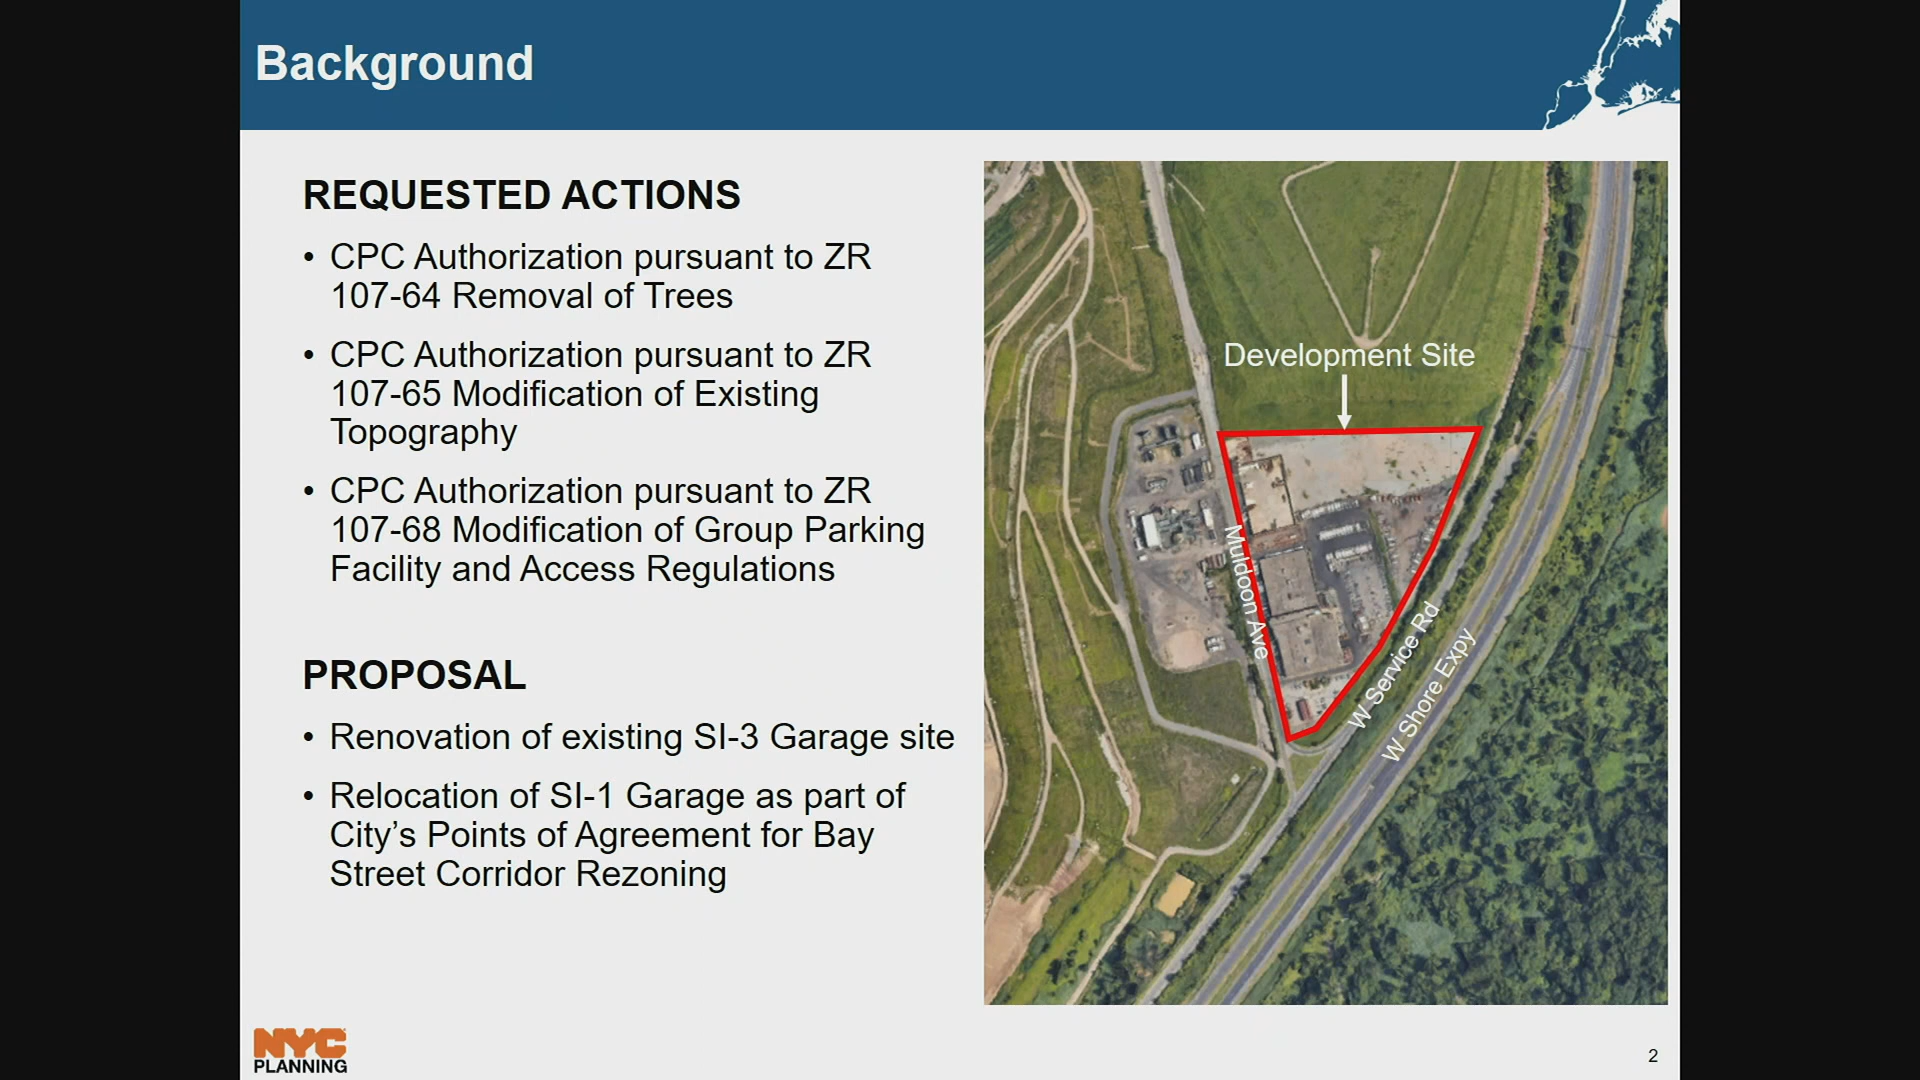 Background
REQUESTED ACTIONS
• CPC Authorization pursuant to ZR
107-64 Removal of Trees
• CPC Authorization pursuant to ZR
107-65 Modification of Existing
Topography
• CPC Authorization pursuant to ZR
107-68 Modification of Group Parking
Facility and Access Regulations
PROPOSAL
• Renovation of existing SI-3 Garage site
• Relocation of SI-1 Garage as part of
City’s Points of Agreement for Bay
Street Corridor Rezoning
Development Site
Muldoon Ave
W Service Rd
W Shore Expy
NYC
PLANNING
2